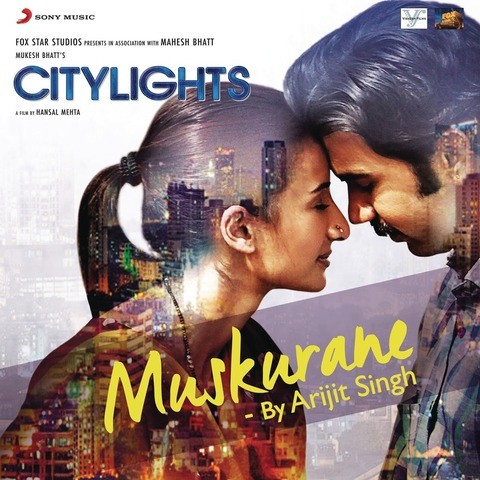 SONY MUSIC
FOX STAR STUDIOS PRESENTS IN ASSOCIATION WITH MAHESH BHATT
MUKESH BHATT'S
CITYLIGHTS
A FILM BY HANSAL MEHTA
Muskurane
- By Arijit Singh